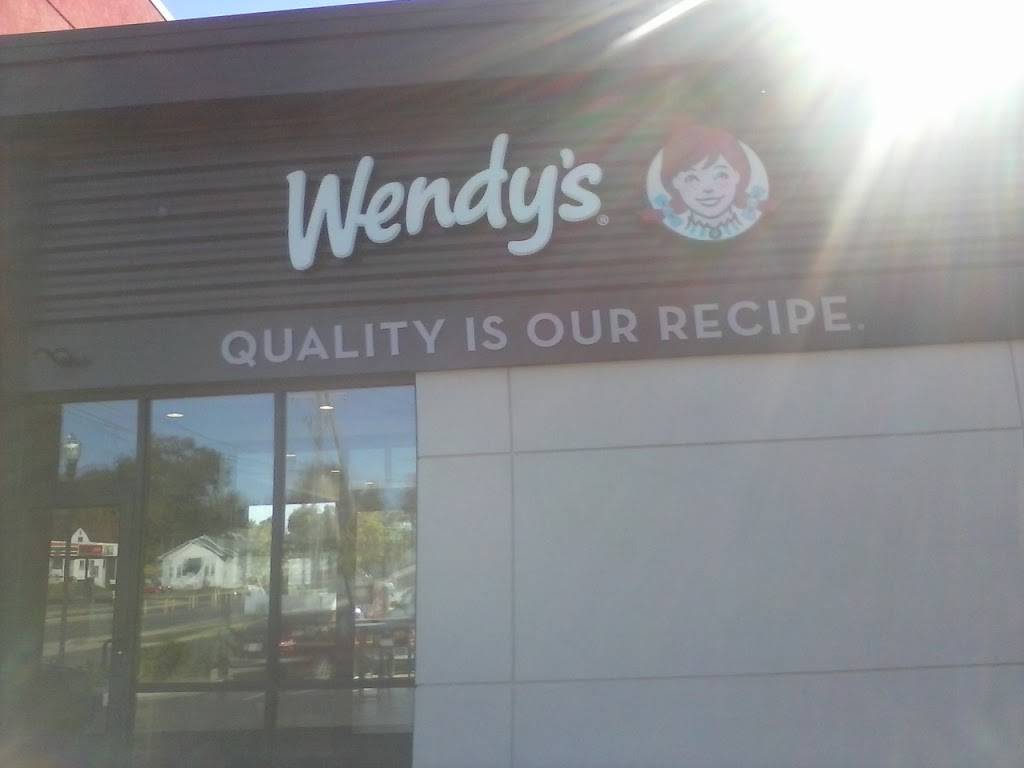 Wendy's®
QUALITY IS OUR RECIPE.